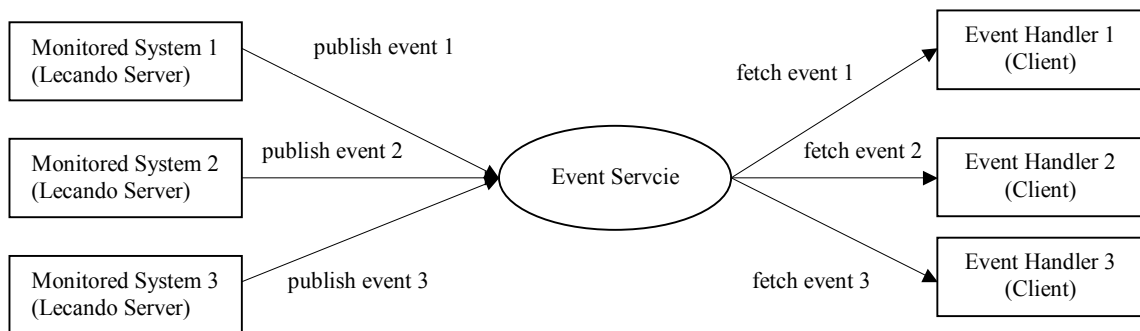 Monitored System 1
(Lecando Server)
publish event 1
fetch event 1
Event Handler 1
(Client)
Monitored System 2
(Lecando Server)
publish event 2
Event Servcie
fetch event 2
Event Handler 2
(Client)
Monitored System 3
(Lecando Server)
publish event 3
fetch event 3
Event Handler 3
(Client)